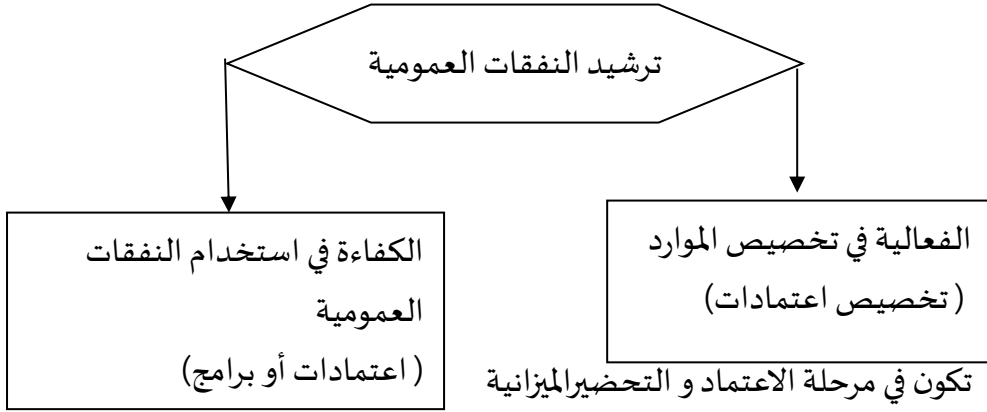 ترشيد النفقات العمومية
الفعالية في تخصيص الموارد
(تخصيص اعتمادات)
تكون في مرحلة الاعتماد و التحضيرالميزانية
الكفاءة في استخدام النفقات
العمومية
( اعتمادات أو برامج)